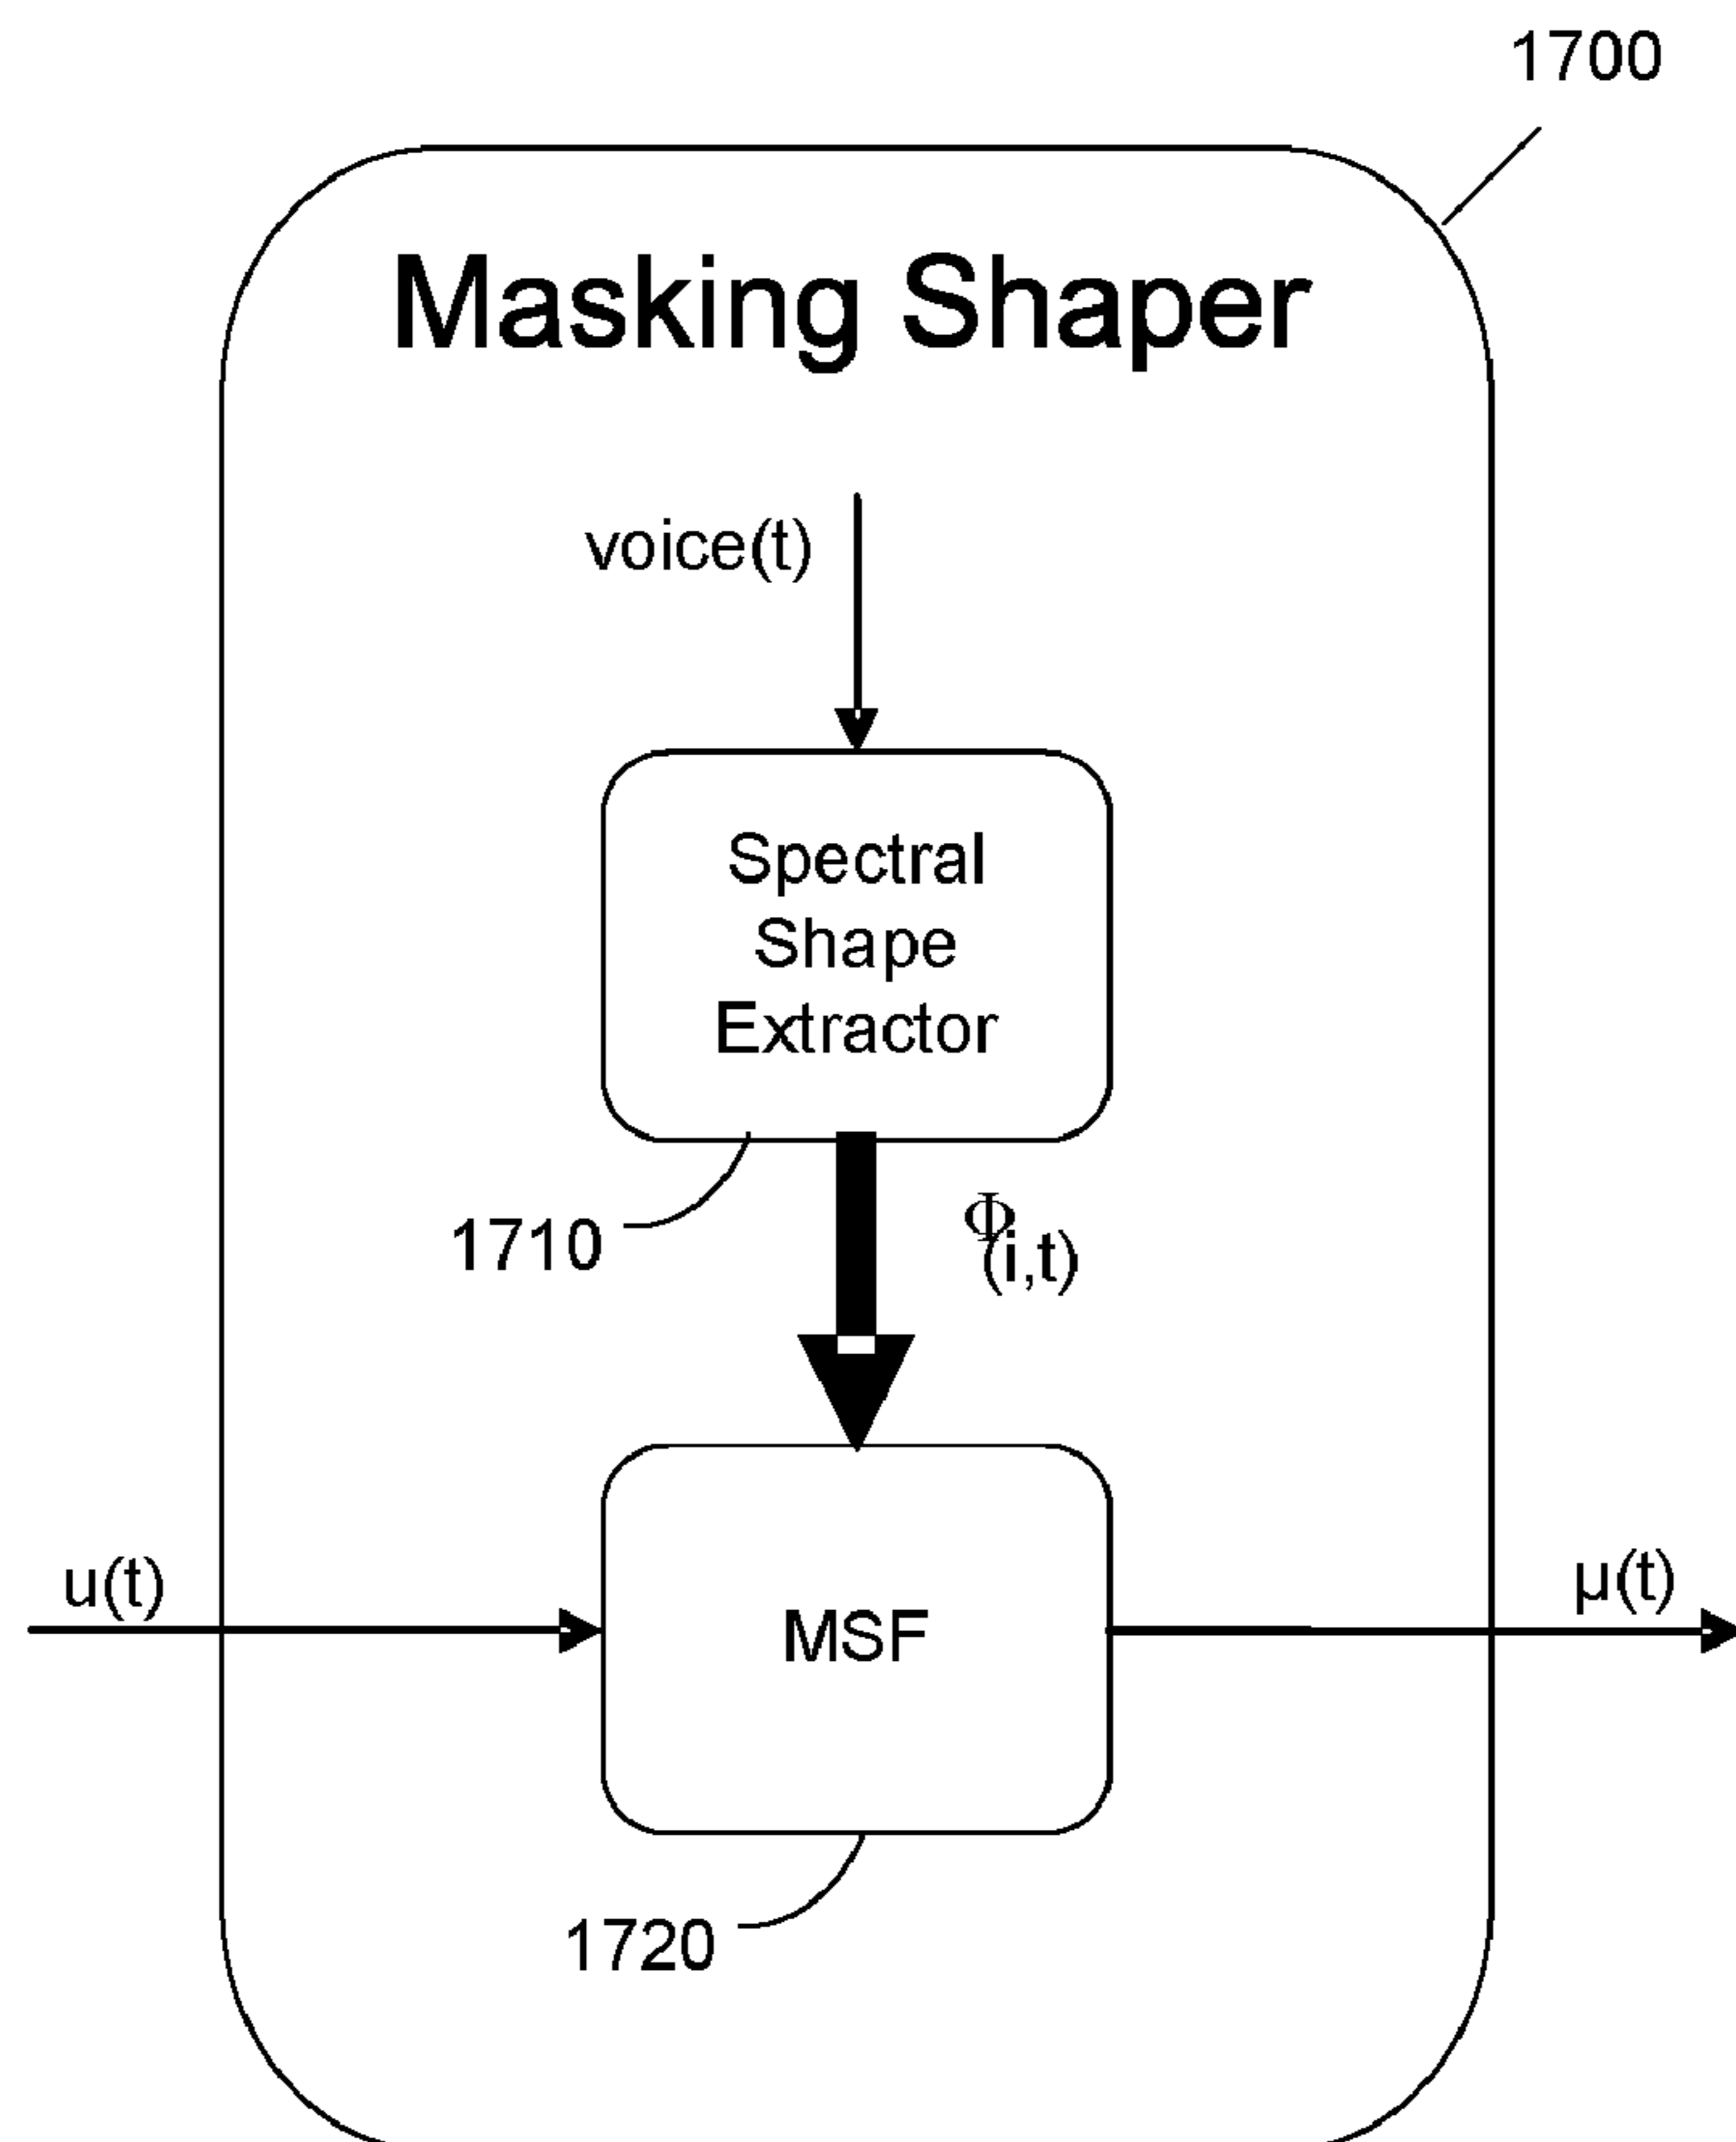 1700
Masking Shaper
voice(t)
Spectral
Shape
Extractor
1710
Φ
(i,t)
u(t)
MSF
μ(t)
1720